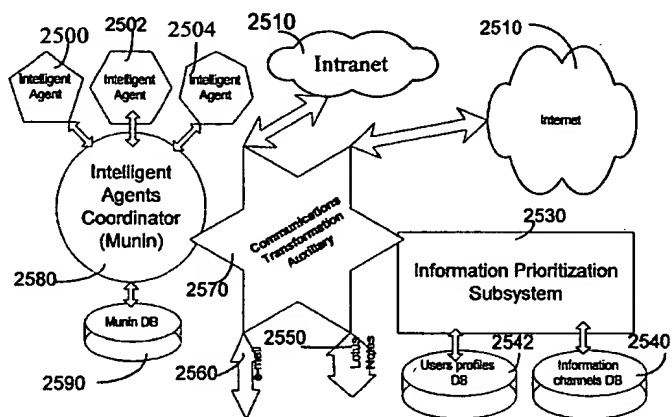 2500
2502
2504
2510
2510
Intelligent
Agent
Intelligent
Agent
Intelligent
Agent
Intranet
Internet
Intelligent
Agents
Coordinator
(Munin)
Communications
Transformation
Auxiliary
2530
Information Prioritization
Subsystem
2580
2570
Munin DB
2590
2560
e-mail
2550
Lotus
Notes
Users profiles
DB
2542
Information
channels DB
2540